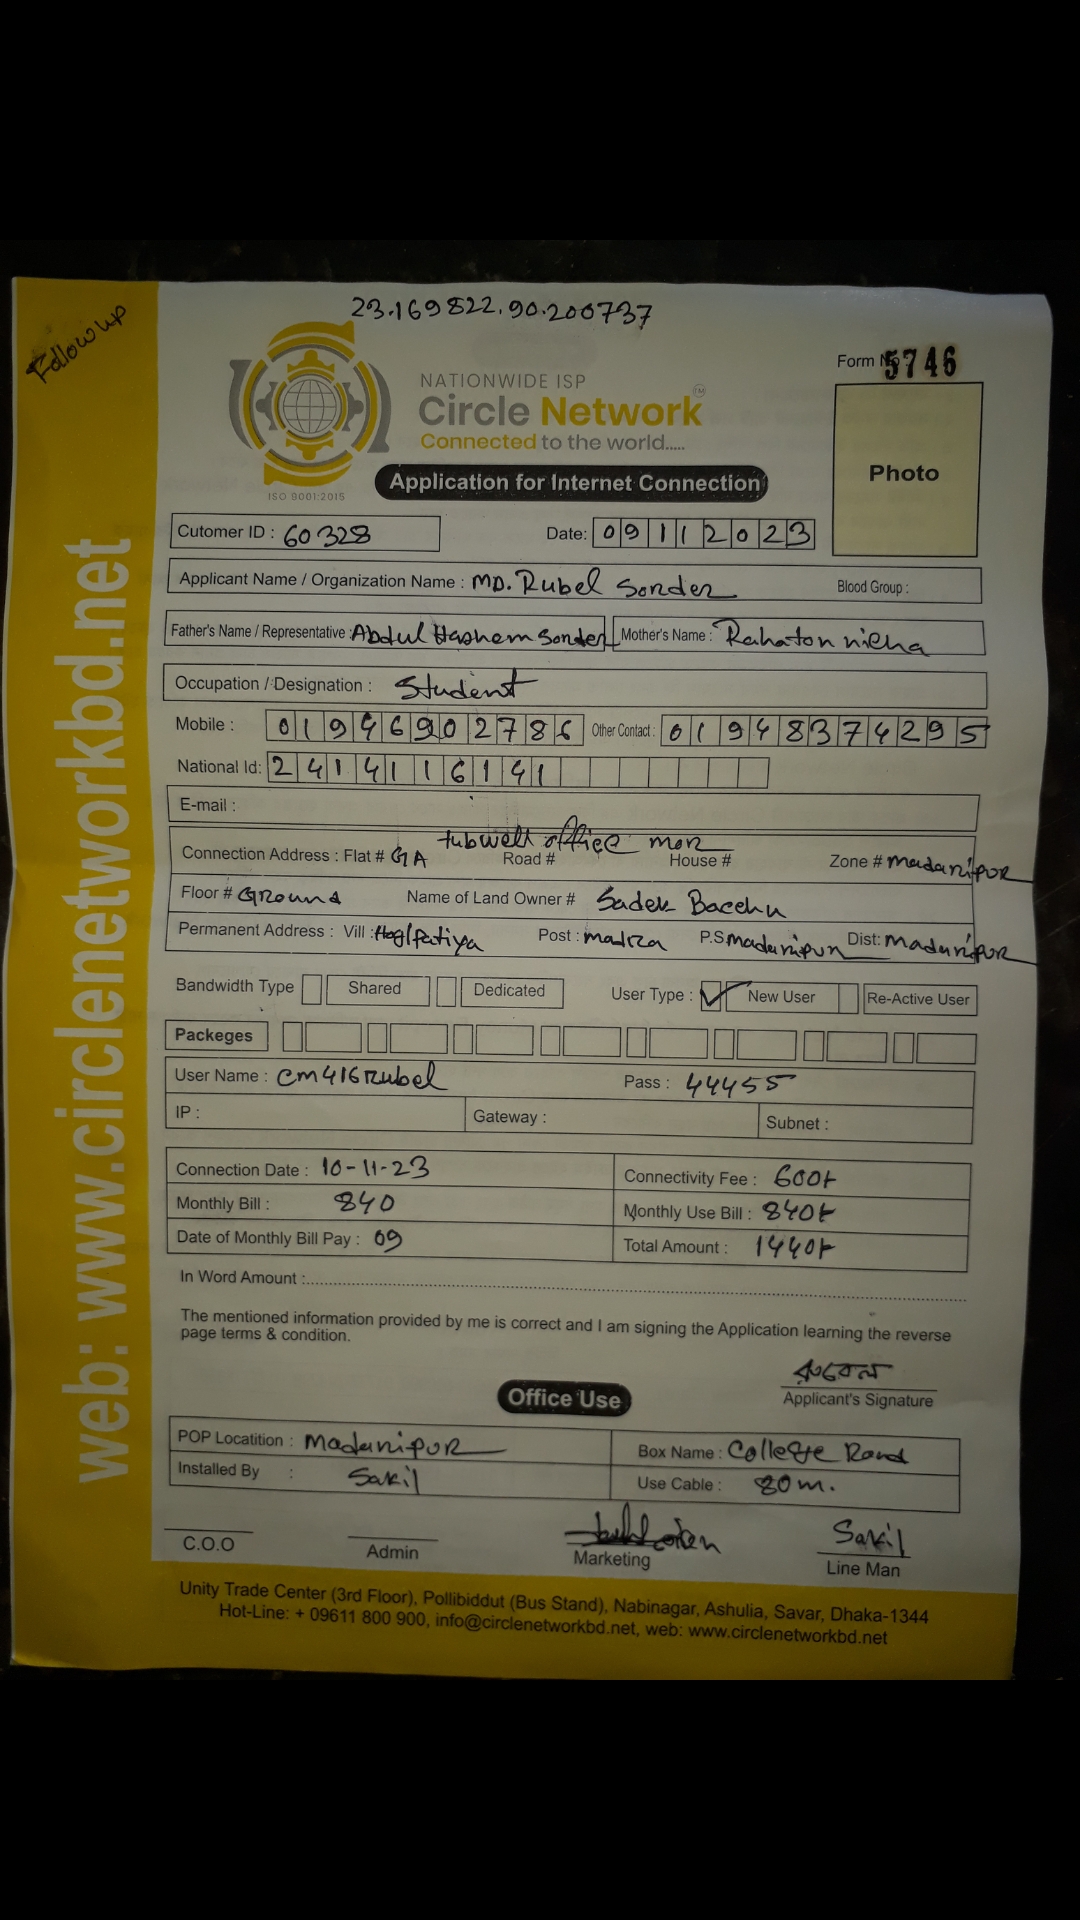 Follow up
23.169822.90.200737
Form No 5746
NATIONWIDE ISP
Circle Network TM
Connected to the world.....
ISO 9001:2015
Application for Internet Connection
Photo
Cutomer ID : 60328 Date: 09112023
Applicant Name / Organization Name : MD. Rubel Sorder Blood Group :
Father's Name / Representative : Abdul Hashem Sorder Mother's Name : Rahaton
Occupation / Designation : Student
Mobile : 01946902786 Other Contact : 01948374295
National Id: 2414116141
E-mail :
tubwell office mor
Connection Address : Flat # GA Road # House # Zone # madaripur
Floor # Ground Name of Land Owner # Sadek Bacchu
Permanent Address : Vill : Post : madra P.S madaripur Dist: madaripur
Bandwidth Type Shared Dedicated User Type : ✓ New User Re-Active User
Packeges
User Name : cm416rubel Pass : 44455
IP : Gateway : Subnet :
Connection Date : 10-11-23 Connectivity Fee : 600/-
Monthly Bill : 840 Monthly Use Bill : 840/-
Date of Monthly Bill Pay : 09 Total Amount : 1440/-
In Word Amount :
The mentioned information provided by me is correct and I am signing the Application learning the reverse
page terms & condition.
রুবেল
Applicant's Signature
Office Use
POP Locatition : Madaripur Box Name : College Road
Installed By : Sakil Use Cable : 80m.
Sakil
C.O.O Admin Marketing Line Man
Unity Trade Center (3rd Floor), Pollibiddut (Bus Stand), Nabinagar, Ashulia, Savar, Dhaka-1344
Hot-Line: + 09611 800 900, info@circlenetworkbd.net, web: www.circlenetworkbd.net
web: www.circlenetworkbd.net